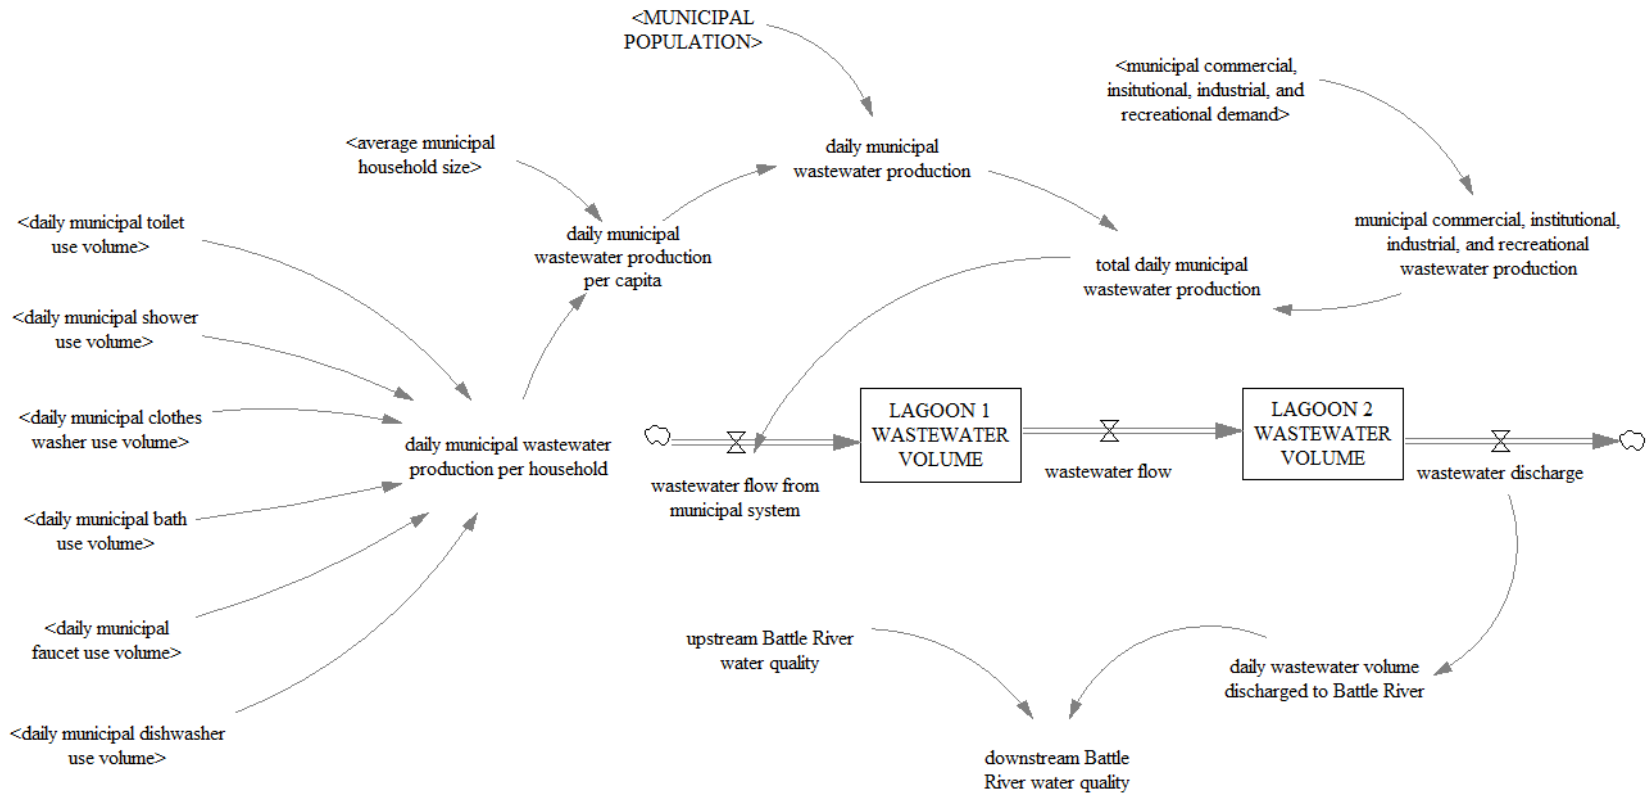 <MUNICIPAL
POPULATION>
<municipal commercial,
insitutional, industrial, and
recreational demand>
<average municipal
household size>
daily municipal
wastewater production
<daily municipal toilet
use volume>
daily municipal
wastewater production
per capita
total daily municipal
wastewater production
municipal commercial, institutional,
industrial, and recreational
wastewater production
<daily municipal shower
use volume>
<daily municipal clothes
washer use volume>
daily municipal wastewater
production per household
LAGOON 1
WASTEWATER
VOLUME
LAGOON 2
WASTEWATER
VOLUME
wastewater flow from
municipal system
wastewater flow
wastewater discharge
<daily municipal bath
use volume>
<daily municipal
faucet use volume>
upstream Battle River
water quality
daily wastewater volume
discharged to Battle River
<daily municipal dishwasher
use volume>
downstream Battle
River water quality